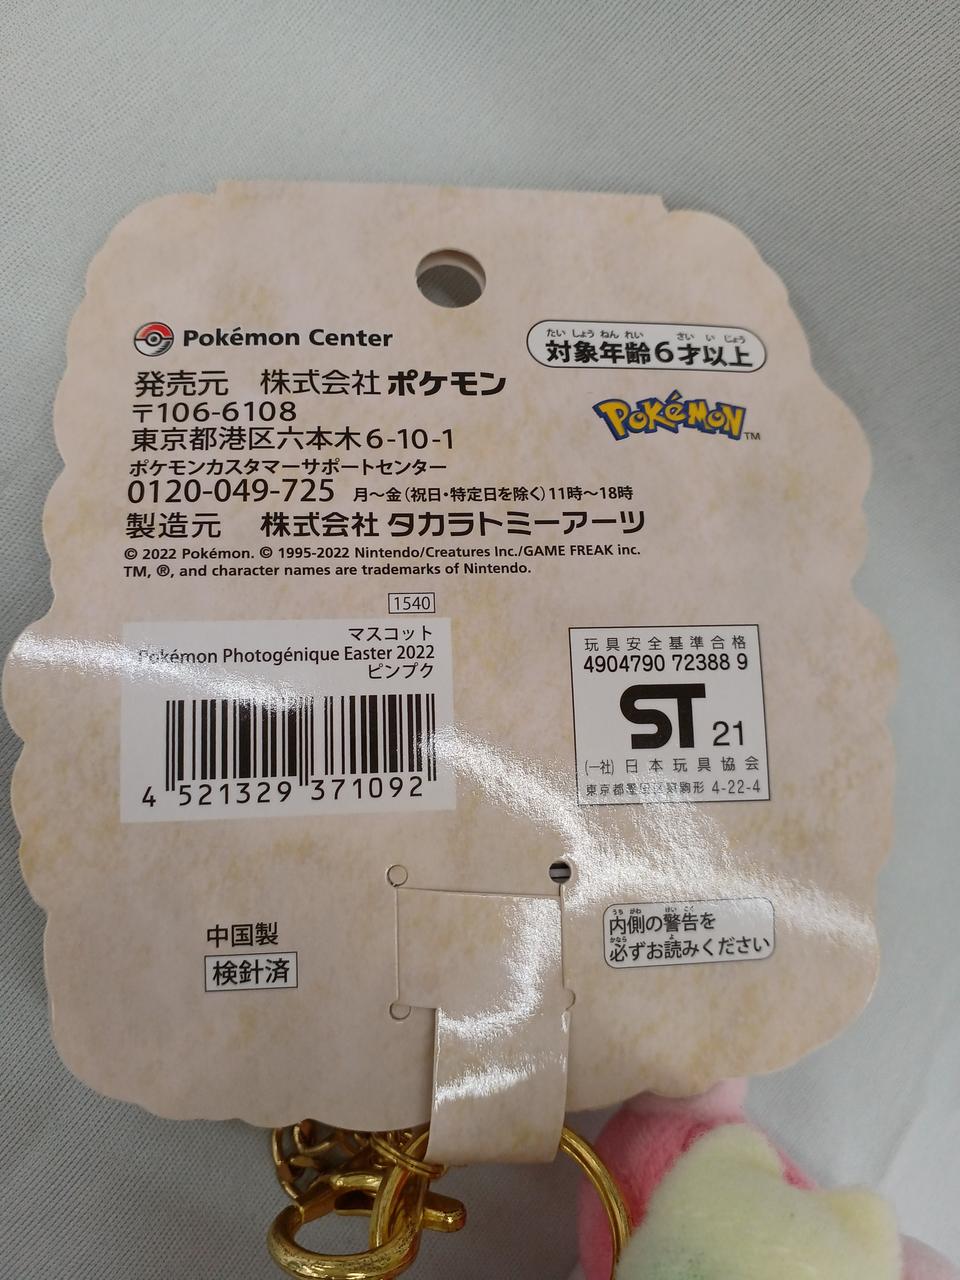 Pokémon Center
たいしょうねんれい さいいじょう
対象年齢6才以上
発売元 株式会社 ポケモン
〒106-6108
POKéMON TM
東京都港区六本木6-10-1
ポケモンカスタマーサポートセンター
0120-049-725 月～金(祝日・特定日を除く)11時～18時
製造元 株式会社 タカラトミーアーツ
© 2022 Pokémon. © 1995-2022 Nintendo/Creatures Inc./GAME FREAK inc.
TM, ®, and character names are trademarks of Nintendo.
1540
マスコット
Pokémon Photogénique Easter 2022
ピンプク
4 521329 371092
玩具安全基準合格
4904790 72388 9
ST 21
(一社) 日本玩具協会
東京都墨田区東駒形 4-22-4
中国製
検針済
うちがわ けいこく
内側の警告を
かなら よ
必ずお読みください